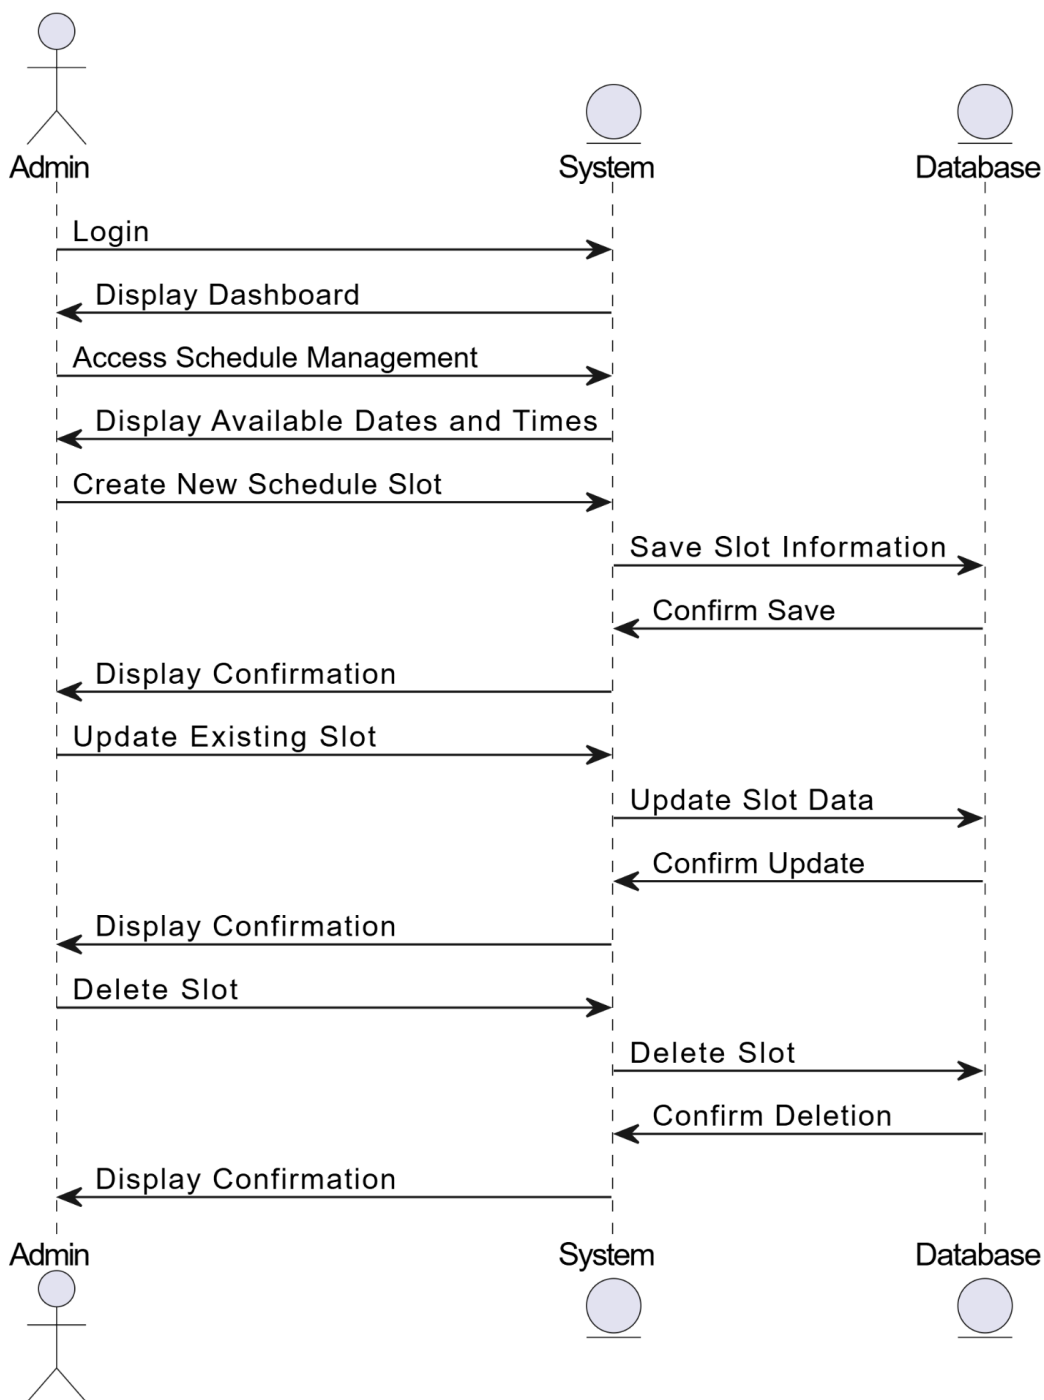 Admin
System
Database
Login
Display Dashboard
Access Schedule Management
Display Available Dates and Times
Create New Schedule Slot
Save Slot Information
Confirm Save
Display Confirmation
Update Existing Slot
Update Slot Data
Confirm Update
Display Confirmation
Delete Slot
Delete Slot
Confirm Deletion
Display Confirmation
Admin
System
Database